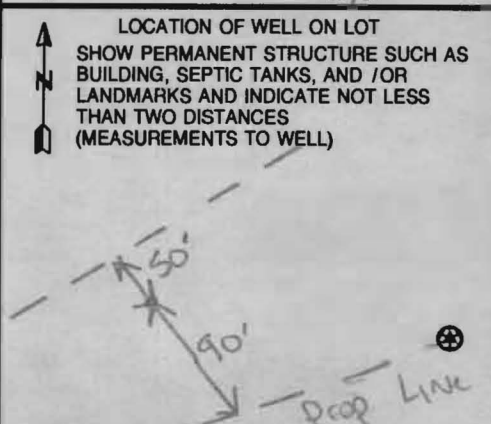 LOCATION OF WELL ON LOT
SHOW PERMANENT STRUCTURE SUCH AS
BUILDING, SEPTIC TANKS, AND /OR
LANDMARKS AND INDICATE NOT LESS
THAN TWO DISTANCES
(MEASUREMENTS TO WELL)
N
50'
90'
Prop Line